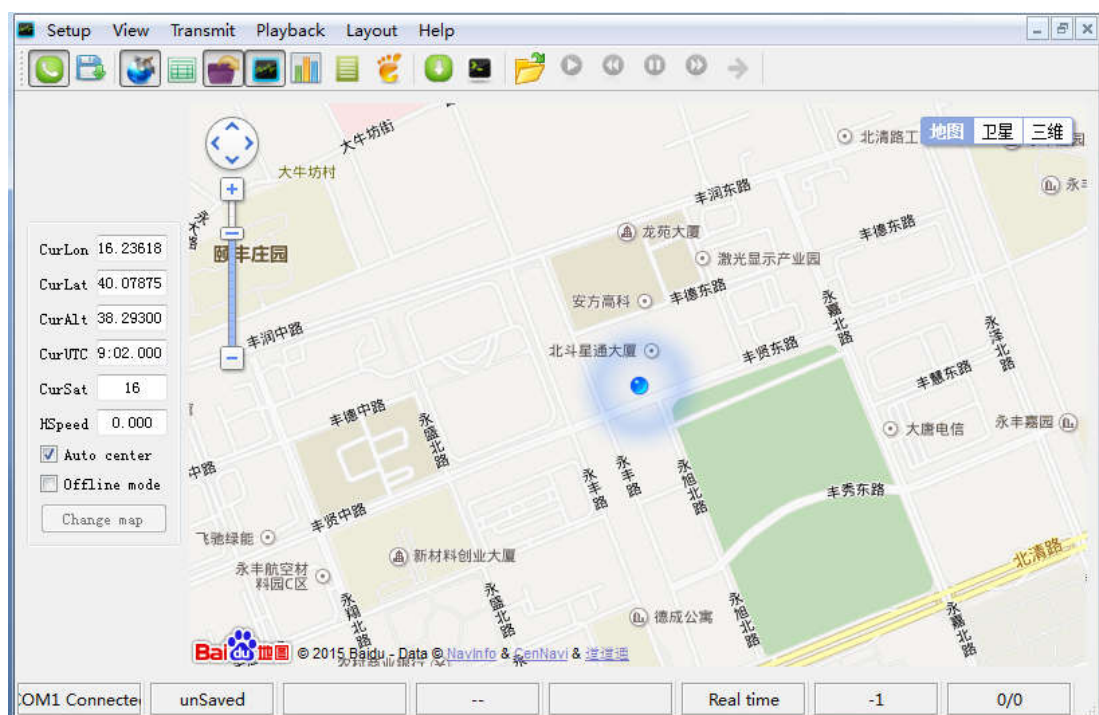 Setup View Transmit Playback Layout Help
大牛坊街
大牛坊村
北清路工
地图 卫星 三维
颐丰庄园
丰润东路
龙苑大厦
丰德东路
激光显示产业园
安方高科
丰德东路
永嘉北路
永泽北路
丰润中路
北斗星通大厦
丰贤东路
丰慧东路
CurLon 16.23618
CurLat 40.07875
CurAlt 38.29300
CurUTC 9:02.000
CurSat 16
HSpeed 0.000
Auto center
Offline mode
Change map
丰德中路
永盛北路
大唐电信
永丰嘉园
中路
永丰路
永丰路
永旭北路
丰秀东路
丰贤中路
飞驰绿能
新材料创业大厦
北清路
永丰航空材
料园C区
永翔北路
永盛北路
德成公寓
永旭北路
永嘉北路
Bai du 地图 © 2015 Baidu - Data © NavInfo & CenNavi & 道道通
COM1 Connecte unSaved -- Real time -1 0/0